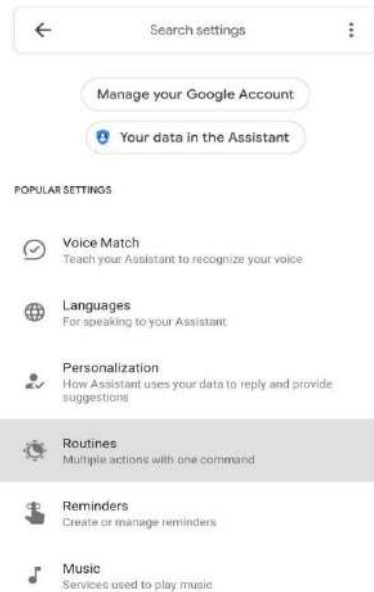 Search settings
Manage your Google Account
Your data in the Assistant
POPULAR SETTINGS
Voice Match
Teach your Assistant to recognize your voice
Languages
For speaking to your Assistant
Personalization
How Assistant uses your data to reply and provide
suggestions
Routines
Multiple actions with one command
Reminders
Create or manage reminders
Music
Services used to play music